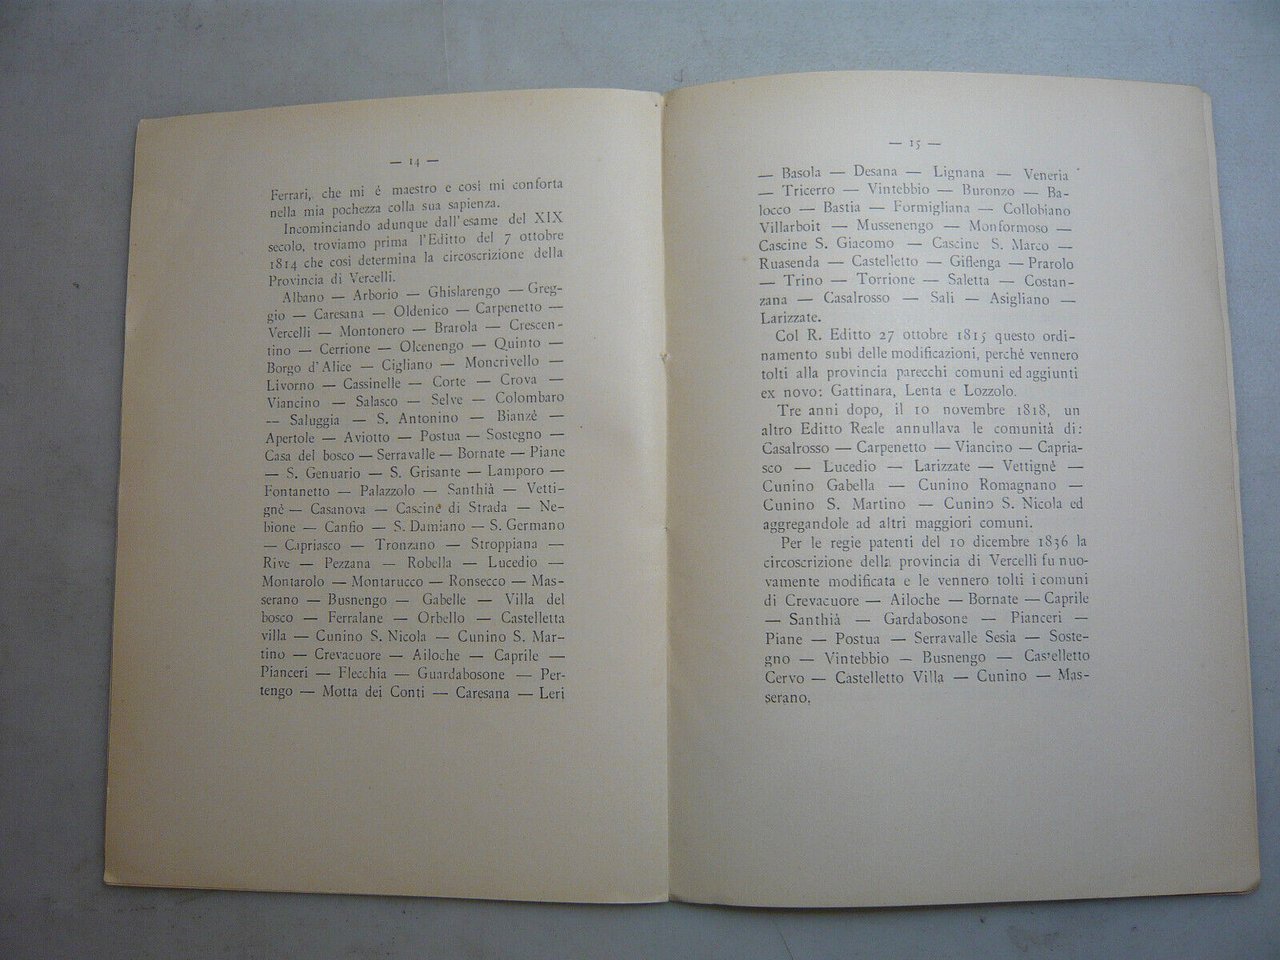 — 14 —
Ferrari, che mi é maestro e così mi conforta
nella mia pochezza colla sua sapienza.
Incominciando adunque dall'esame del XIX
secolo, troviamo prima l'Editto del 7 ottobre
1814 che così determina la circoscrizione della
Provincia di Vercelli.
Albano — Arborio — Ghislarengo — Greg-
gio — Caresana — Oldenico — Carpenetto —
Vercelli — Montonero — Brarola — Crescen-
tino — Cerrione — Olcenengo — Quinto —
Borgo d'Alice — Cigliano — Moncrivello —
Livorno — Cassinelle — Corte — Crova —
Viancino — Salasco — Selve — Colombaro
— Saluggia — S. Antonino — Bianzè —
Apertole — Aviotto — Postua — Sostegno —
Casa del bosco — Serravalle — Bornate — Piane
— S. Genuario — S. Grisante — Lamporo —
Fontanetto — Palazzolo — Santhià — Vetti-
gnè — Casanova — Cascine di Strada — Ne-
bione — Canfio — S. Damiano — S. Germano
— Capriasco — Tronzano — Stroppiana —
Rive — Pezzana — Robella — Lucedio —
Montarolo — Montarucco — Ronsecco — Mas-
serano — Busnengo — Gabelle — Villa del
bosco — Ferralane — Orbello — Castelletta
villa — Cunino S. Nicola — Cunino S. Mar-
tino — Crevacuore — Ailoche — Caprile —
Pianceri — Flecchia — Guardabosone — Per-
tengo — Motta dei Conti — Caresana — Leri
— 15 —
— Basola — Desana — Lignana — Veneria
— Tricerro — Vintebbio — Buronzo — Ba-
locco — Bastia — Formigliana — Collobiano
Villarboit — Mussenengo — Monformoso —
Cascine S. Giacomo — Cascine S. Marco —
Ruasenda — Castelletto — Giflenga — Prarolo
— Trino — Torrione — Saletta — Costan-
zana — Casalrosso — Sali — Asigliano —
Larizzate.
Col R. Editto 27 ottobre 1815 questo ordi-
namento subì delle modificazioni, perchè vennero
tolti alla provincia parecchi comuni ed aggiunti
ex novo: Gattinara, Lenta e Lozzolo.
Tre anni dopo, il 10 novembre 1818, un
altro Editto Reale annullava le comunità di:
Casalrosso — Carpenetto — Viancino — Capria-
sco — Lucedio — Larizzate — Vettignè —
Cunino Gabella — Cunino Romagnano —
Cunino S. Martino — Cunino S. Nicola ed
aggregandole ad altri maggiori comuni.
Per le regie patenti del 10 dicembre 1836 la
circoscrizione della provincia di Vercelli fu nuo-
vamente modificata e le vennero tolti i comuni
di Crevacuore — Ailoche — Bornate — Caprile
— Santhià — Gardabosone — Pianceri —
Piane — Postua — Serravalle Sesia — Soste-
gno — Vintebbio — Busnengo — Castelletto
Cervo — Castelletto Villa — Cunino — Mas-
serano,